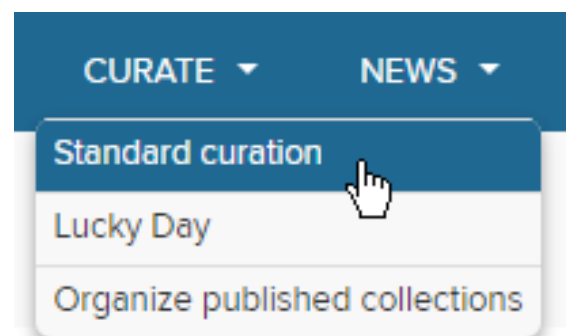 CURATE NEWS
Standard curation
Lucky Day
Organize published collections